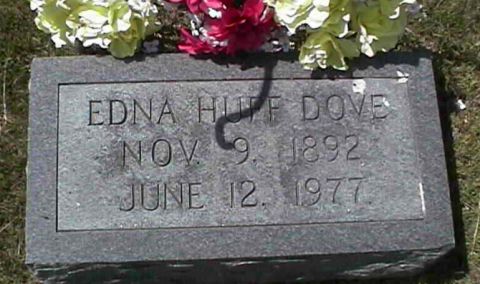 EDNA HUFF DOVE
NOV. 9. 1892
JUNE 12. 1977.